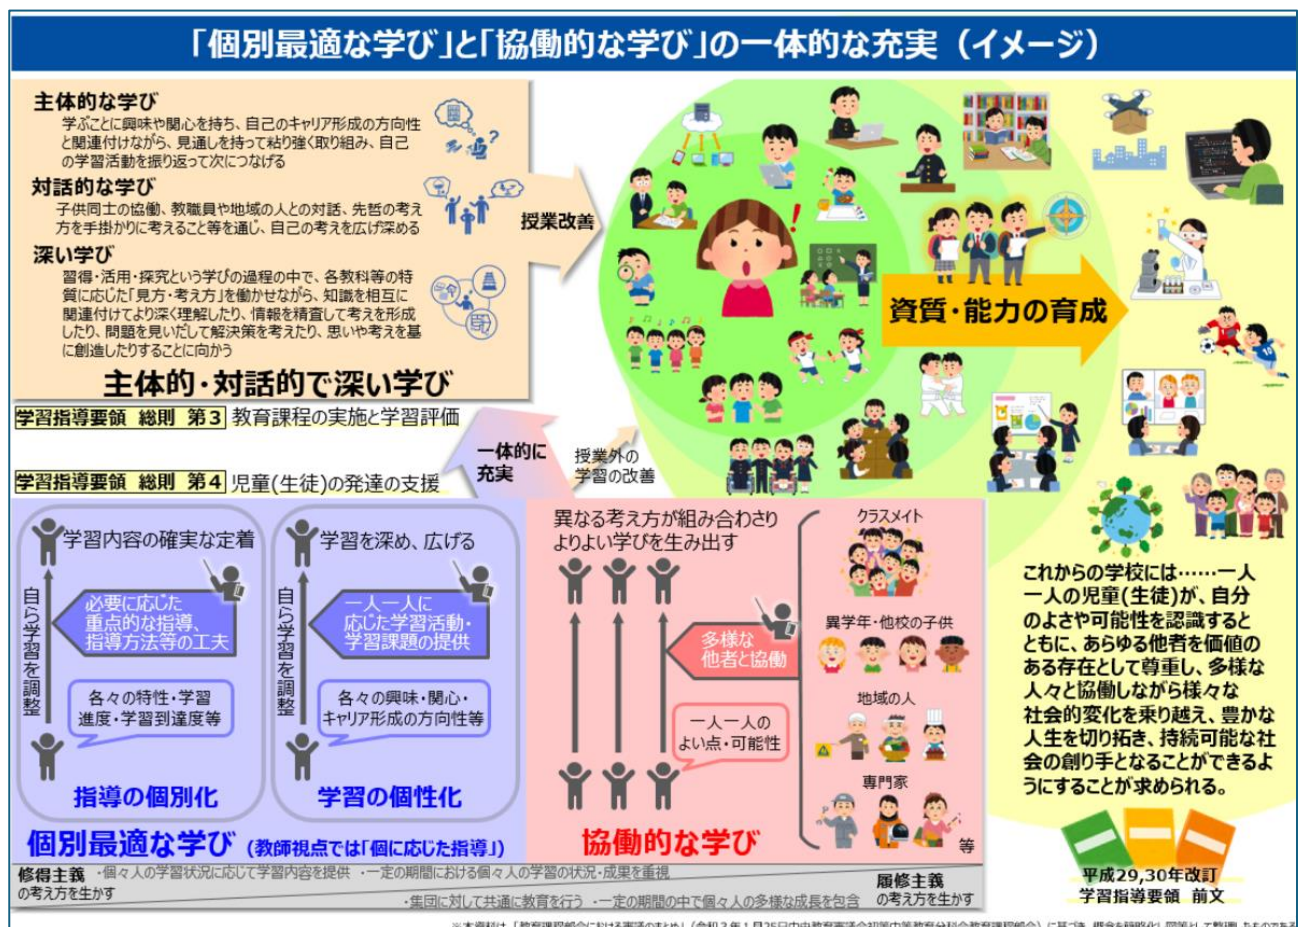 「個別最適な学び」と「協働的な学び」の一体的な充実（イメージ）
主体的な学び
学ぶことに興味や関心を持ち、自己のキャリア形成の方向性
と関連付けながら、見通しを持って粘り強く取り組み、自己
の学習活動を振り返って次につなげる
対話的な学び
子供同士の協働、教職員や地域の人との対話、先哲の考え
方を手掛かりに考えること等を通じ、自己の考えを広げ深める
深い学び
習得・活用・探究という学びの過程の中で、各教科等の特
質に応じた「見方・考え方」を働かせながら、知識を相互に
関連付けてより深く理解したり、情報を精査して考えを形成
したり、問題を見いだして解決策を考えたり、思いや考えを基
に創造したりすることに向かう
主体的・対話的で深い学び
授業改善
資質・能力の育成
学習指導要領 総則 第3 教育課程の実施と学習評価
学習指導要領 総則 第4 児童(生徒)の発達の支援
一体的に
充実
授業外の
学習の改善
学習内容の確実な定着
自ら学習を調整
必要に応じた
重点的な指導、
指導方法等の工夫
各々の特性・学習
進度・学習到達度等
指導の個別化
学習を深め、広げる
自ら学習を調整
一人一人に
応じた学習活動・
学習課題の提供
各々の興味・関心・
キャリア形成の方向性等
学習の個性化
個別最適な学び（教師視点では「個に応じた指導」）
異なる考え方が組み合わさり
よりよい学びを生み出す
多様な
他者と協働
一人一人の
よい点・可能性
協働的な学び
クラスメイト
異学年・他校の子供
地域の人
専門家
等
これからの学校には……一人
一人の児童(生徒)が、自分
のよさや可能性を認識すると
ともに、あらゆる他者を価値の
ある存在として尊重し、多様な
人々と協働しながら様々な
社会的変化を乗り越え、豊かな
人生を切り拓き、持続可能な社
会の創り手となることができるよ
うにすることが求められる。
平成29,30年改訂
学習指導要領 前文
修得主義
の考え方を生かす
・個々人の学習状況に応じて学習内容を提供 ・一定の期間における個々人の学習の状況・成果を重視
・集団に対して共通に教育を行う ・一定の期間の中で個々人の多様な成長を包含
履修主義
の考え方を生かす